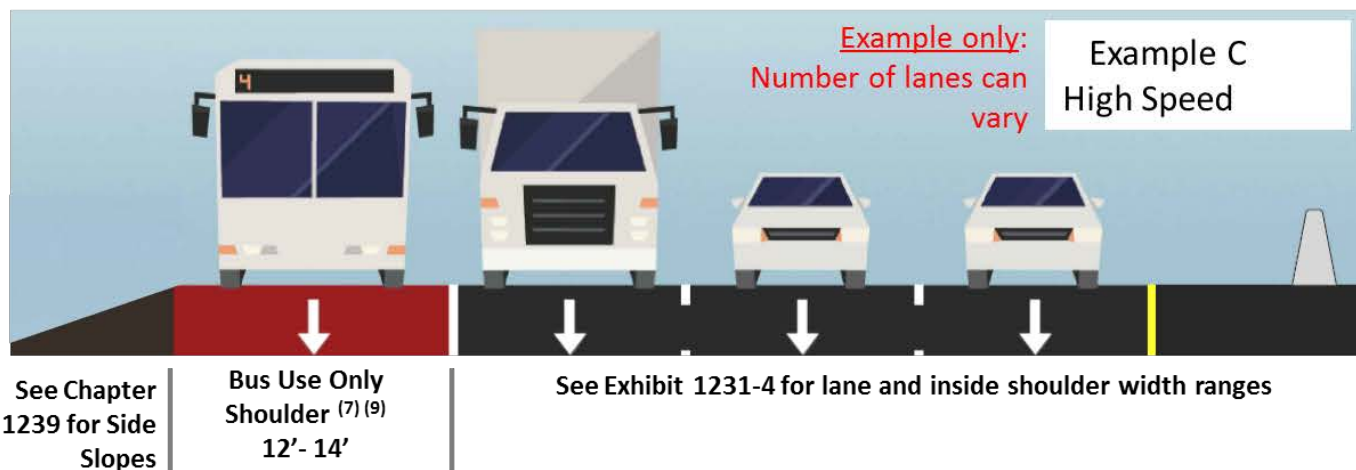 4
Example only:
Number of lanes can
vary
Example C
High Speed
See Chapter
1239 for Side
Slopes
Bus Use Only
Shoulder (7) (9)
12’- 14’
See Exhibit 1231-4 for lane and inside shoulder width ranges